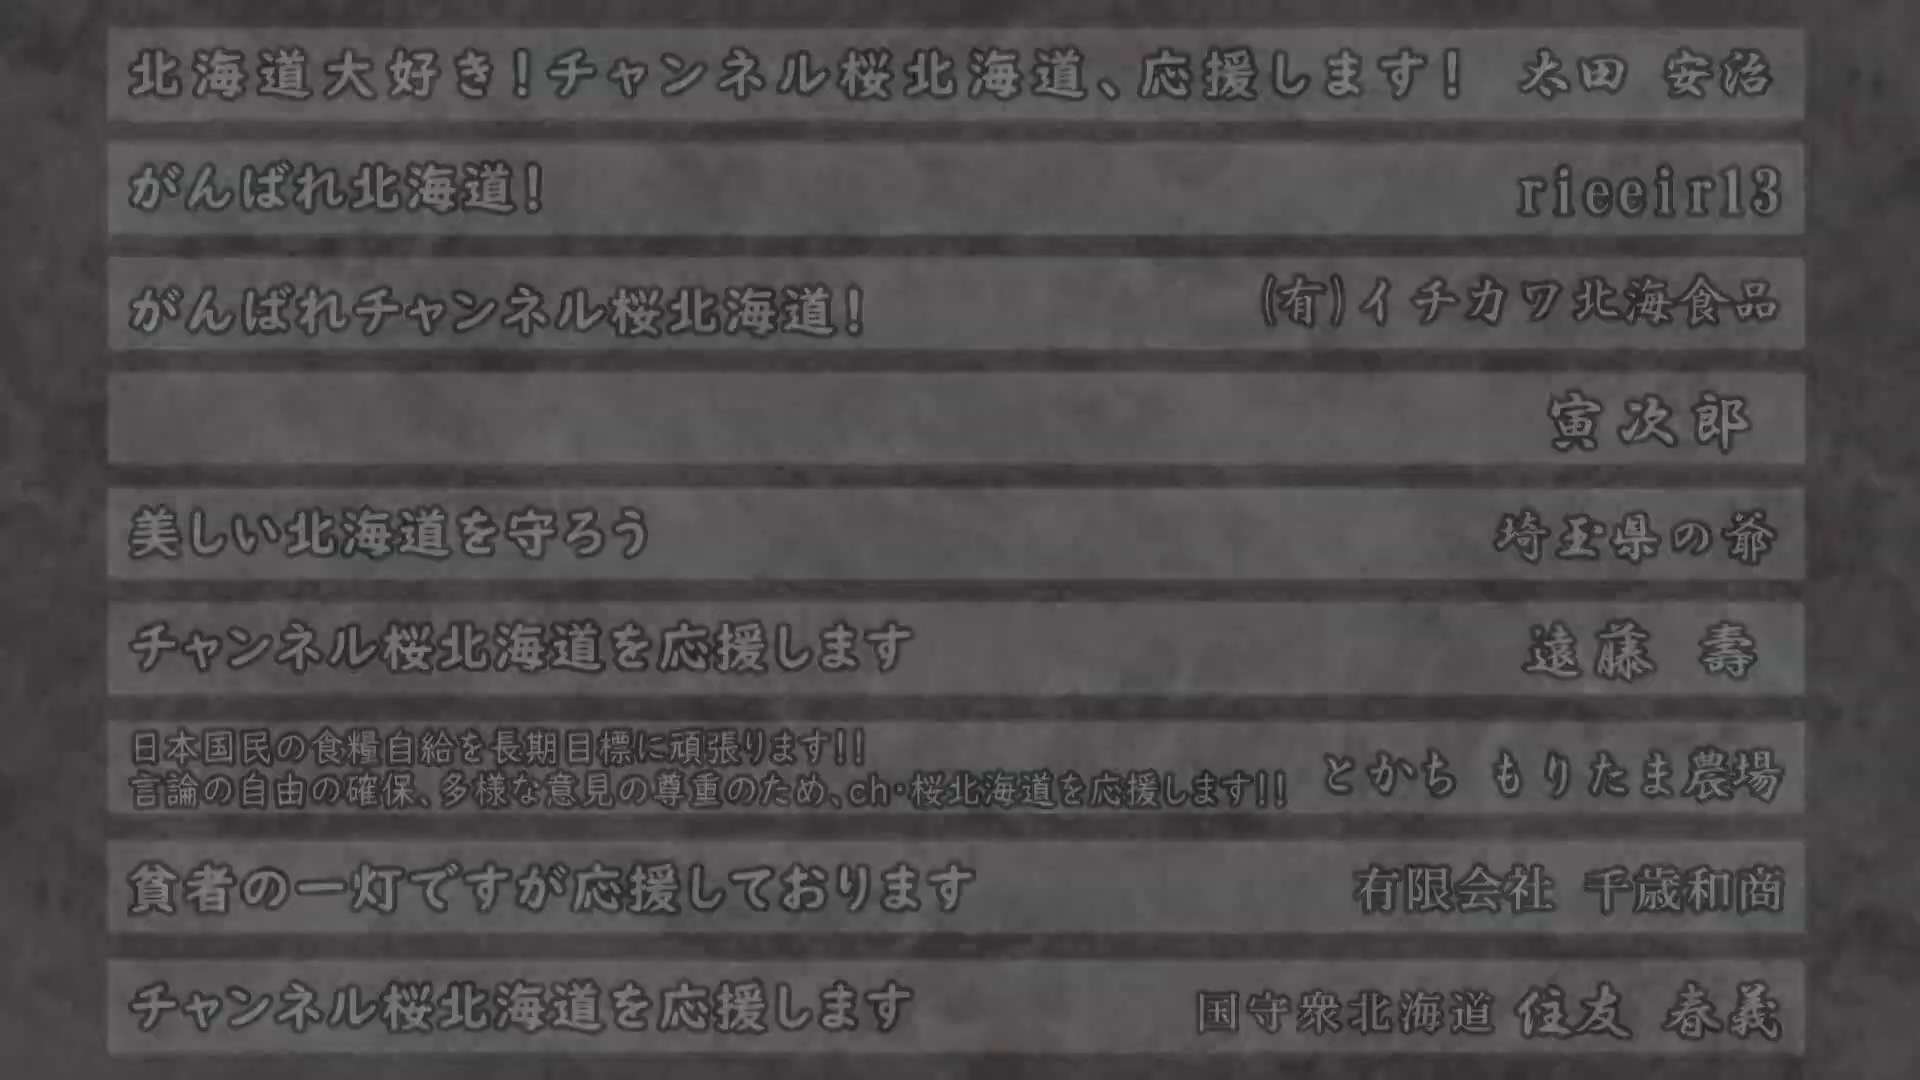 北海道大好き!チャンネル桜北海道、応援します! 太田 安治
がんばれ北海道! rieeir13
がんばれチャンネル桜北海道! (有)イチカワ北海食品
寅次郎
美しい北海道を守ろう 埼玉県の爺
チャンネル桜北海道を応援します 遠藤 壽
日本国民の食糧自給を長期目標に頑張ります!!
言論の自由の確保、多様な意見の尊重のため、ch・桜北海道を応援します!! とかち もりたま農場
貧者の一灯ですが応援しております 有限会社 千歳和商
チャンネル桜北海道を応援します 国守衆北海道 住友 春義